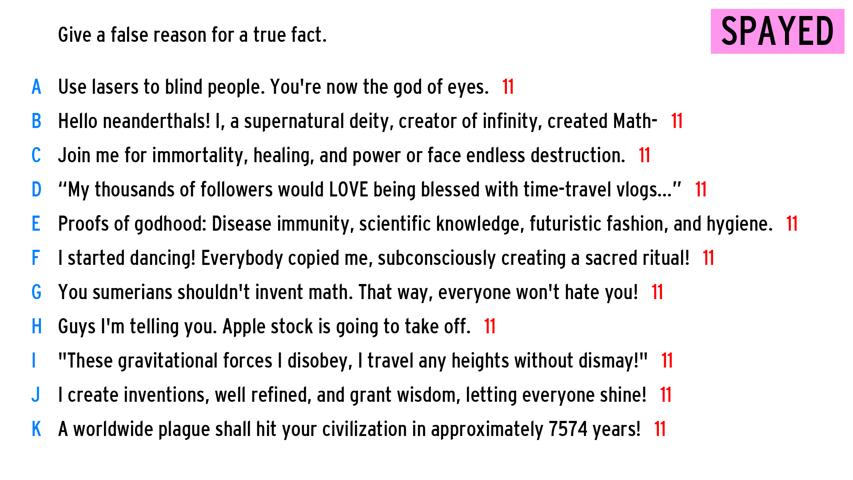 Give a false reason for a true fact.
SPAYED
A Use lasers to blind people. You're now the god of eyes. 11
B Hello neanderthals! I, a supernatural deity, creator of infinity, created Math- 11
C Join me for immortality, healing, and power or face endless destruction. 11
D “My thousands of followers would LOVE being blessed with time-travel vlogs...” 11
E Proofs of godhood: Disease immunity, scientific knowledge, futuristic fashion, and hygiene. 11
F I started dancing! Everybody copied me, subconsciously creating a sacred ritual! 11
G You sumerians shouldn't invent math. That way, everyone won't hate you! 11
H Guys I'm telling you. Apple stock is going to take off. 11
I "These gravitational forces I disobey, I travel any heights without dismay!" 11
J I create inventions, well refined, and grant wisdom, letting everyone shine! 11
K A worldwide plague shall hit your civilization in approximately 7574 years! 11